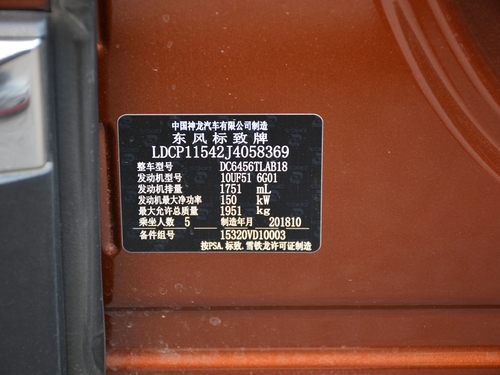 中国神龙汽车有限公司制造
东风标致牌
LDCP11542J4058369
整车型号 DC6456TLAB18
发动机型号 10UF51 6G01
发动机排量 1751 mL
发动机最大净功率 150 kW
最大允许总质量 1951 kg
乘坐人数 5 制造年月 201810
备件组号 15320VD10003
按PSA.标致.雪铁龙许可证制造